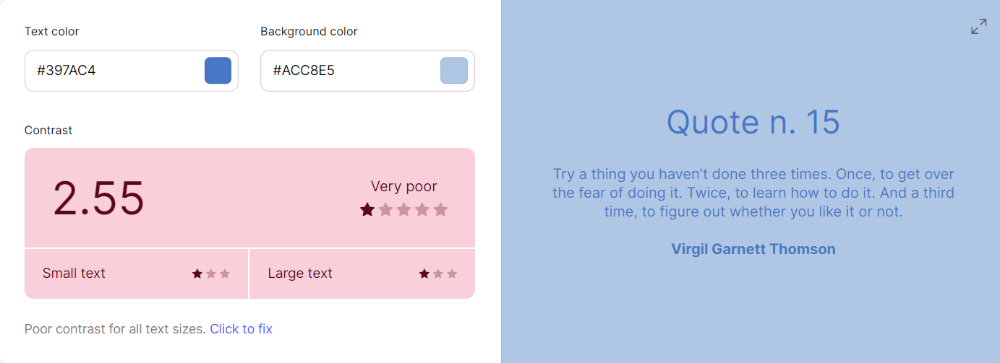 Text color
Background color
#397AC4
#ACC8E5
Contrast
2.55
Very poor
Small text
Large text
Poor contrast for all text sizes. Click to fix
Quote n. 15
Try a thing you haven’t done three times. Once, to get over
the fear of doing it. Twice, to learn how to do it. And a third
time, to figure out whether you like it or not.
Virgil Garnett Thomson